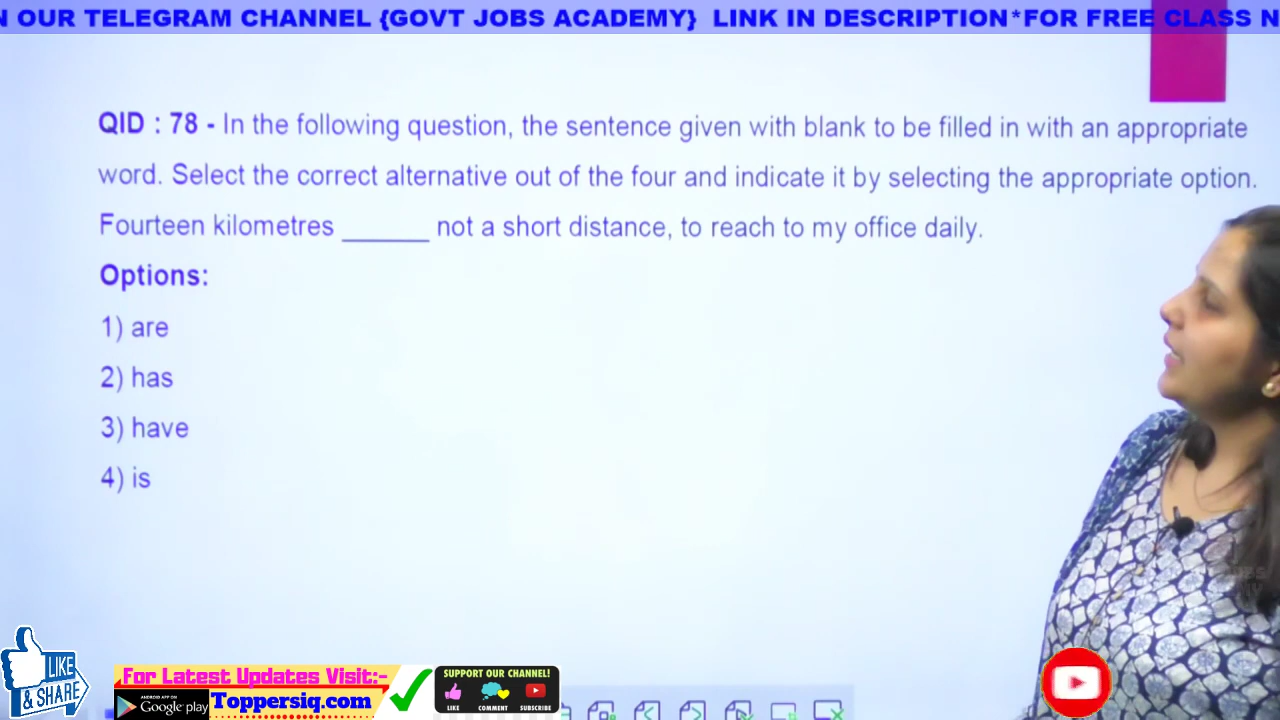 N OUR TELEGRAM CHANNEL {GOVT JOBS ACADEMY} LINK IN DESCRIPTION*FOR FREE CLASS N
QID : 78 - In the following question, the sentence given with blank to be filled in with an appropriate
word. Select the correct alternative out of the four and indicate it by selecting the appropriate option.
Fourteen kilometres ______ not a short distance, to reach to my office daily.
Options:
1) are
2) has
3) have
4) is
LIKE
& SHARE
For Latest Updates Visit:-
ANDROID APP ON
Google play
Toppersiq.com
SUPPORT OUR CHANNEL!
LIKE COMMENT SUBSCRIBE